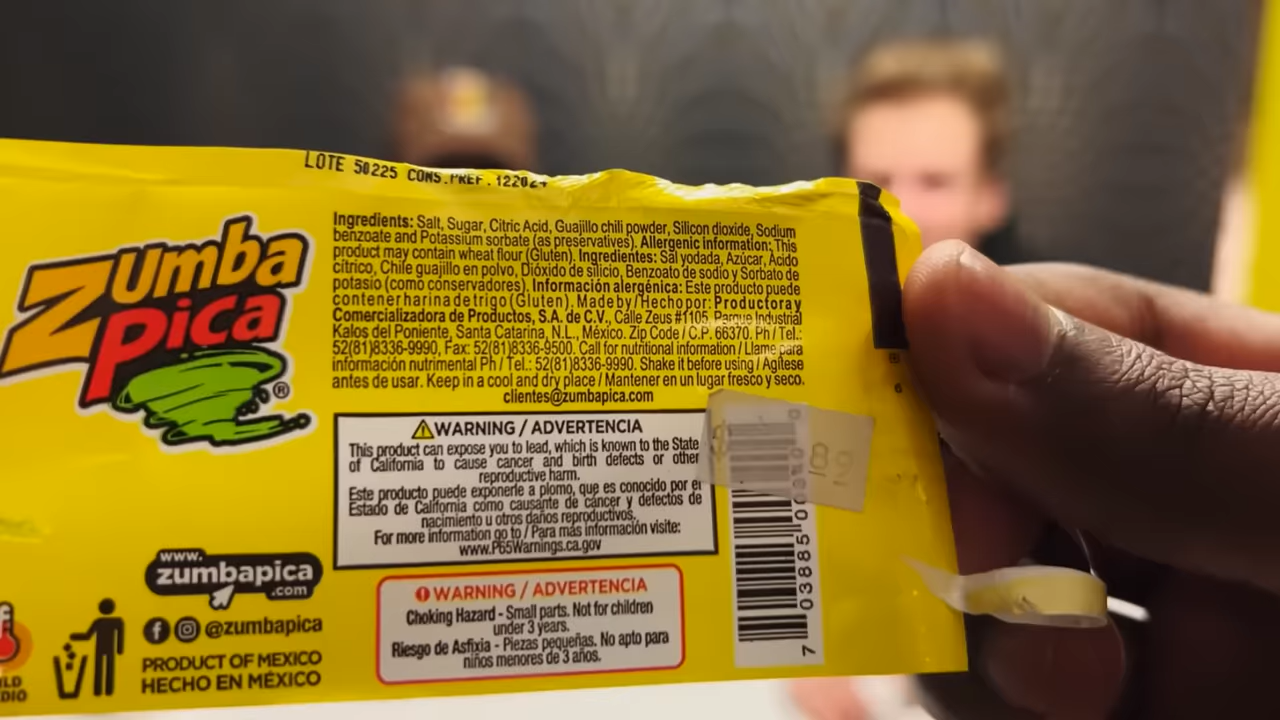 LOTE 50225 CONS.PREF. 122024
Zumba
Pica
®
Ingredients: Salt, Sugar, Citric Acid, Guajillo chili powder, Silicon dioxide, Sodium
benzoate and Potassium sorbate (as preservatives). Allergenic information: This
product may contain wheat flour (Gluten). Ingredientes: Sal yodada, Azúcar, Ácido
cítrico, Chile guajillo en polvo, Dióxido de silicio, Benzoato de sodio y Sorbato de
potasio (como conservadores). Información alergénica: Este producto puede
contener harina de trigo (Gluten). Made by / Hecho por: Productora y
Comercializadora de Productos, S.A. de C.V., Calle Zeus #1105, Parque Industrial
Kalos del Poniente, Santa Catarina, N.L., México. Zip Code / C.P. 66370. Ph / Tel.:
52(81)8336-9990, Fax: 52(81)8336-9500. Call for nutritional information / Llame para
información nutrimental Ph / Tel.: 52(81)8336-9990. Shake it before using / Agítese
antes de usar. Keep in a cool and dry place / Mantener en un lugar fresco y seco.
clientes@zumbapica.com
WARNING / ADVERTENCIA
This product can expose you to lead, which is known to the State
of California to cause cancer and birth defects or other
reproductive harm.
Este producto puede exponerle a plomo, que es conocido por el
Estado de California como causante de cáncer y defectos de
nacimiento u otros daños reproductivos.
For more information go to / Para más información visite:
www.P65Warnings.ca.gov
WARNING / ADVERTENCIA
Choking Hazard - Small parts. Not for children
under 3 years.
Riesgo de Asfixia - Piezas pequeñas. No apto para
niños menores de 3 años.
www.
zumbapica
.com
@zumbapica
PRODUCT OF MEXICO
HECHO EN MÉXICO
7 03885 00